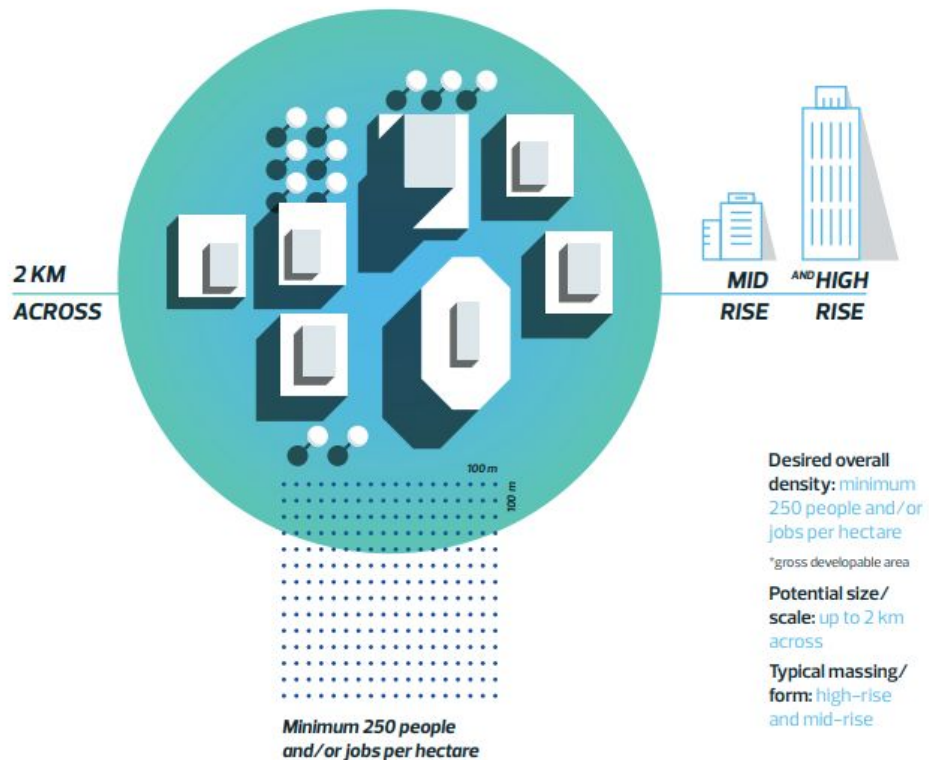 2 KM
ACROSS
MID
RISE
AND HIGH
RISE
100 m
100 m
Desired overall
density: minimum
250 people and/or
jobs per hectare
*gross developable area
Potential size/
scale: up to 2 km
across
Typical massing/
form: high-rise
and mid-rise
Minimum 250 people
and/or jobs per hectare